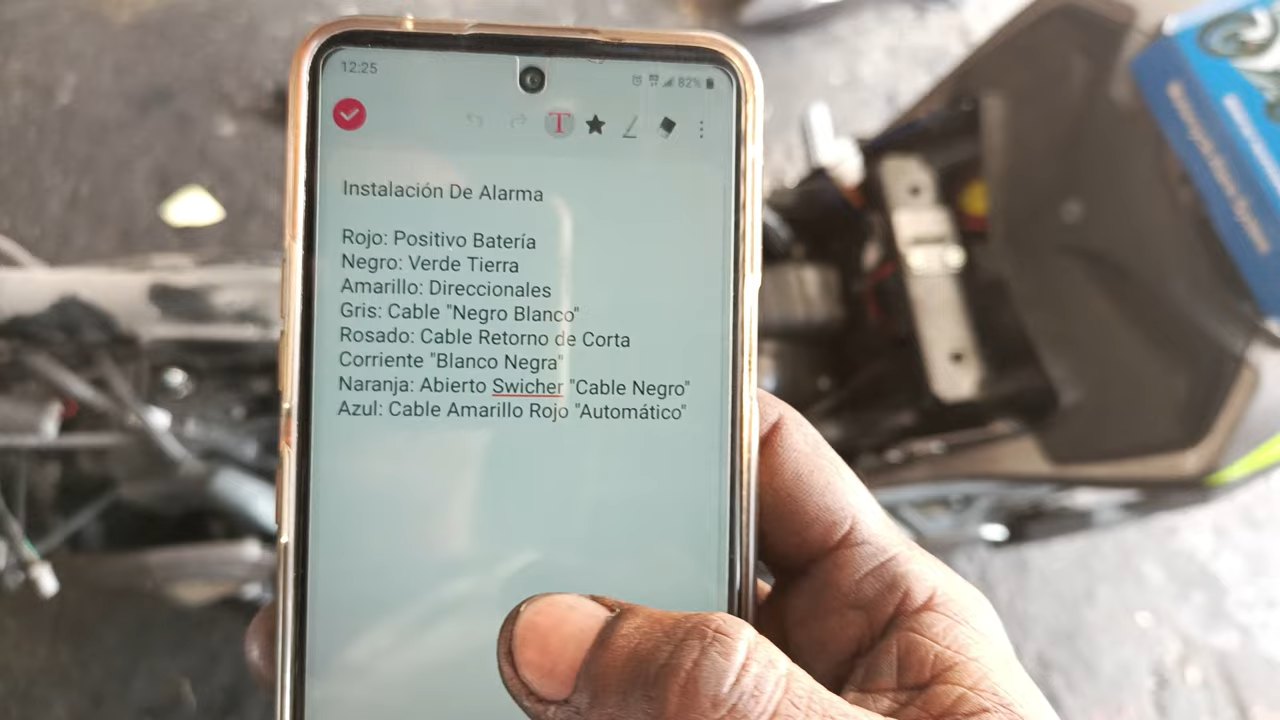 12:25
82%
T
Instalación De Alarma
Rojo: Positivo Batería
Negro: Verde Tierra
Amarillo: Direccionales
Gris: Cable "Negro Blanco"
Rosado: Cable Retorno de Corta
Corriente "Blanco Negra"
Naranja: Abierto Swicher "Cable Negro"
Azul: Cable Amarillo Rojo "Automático"